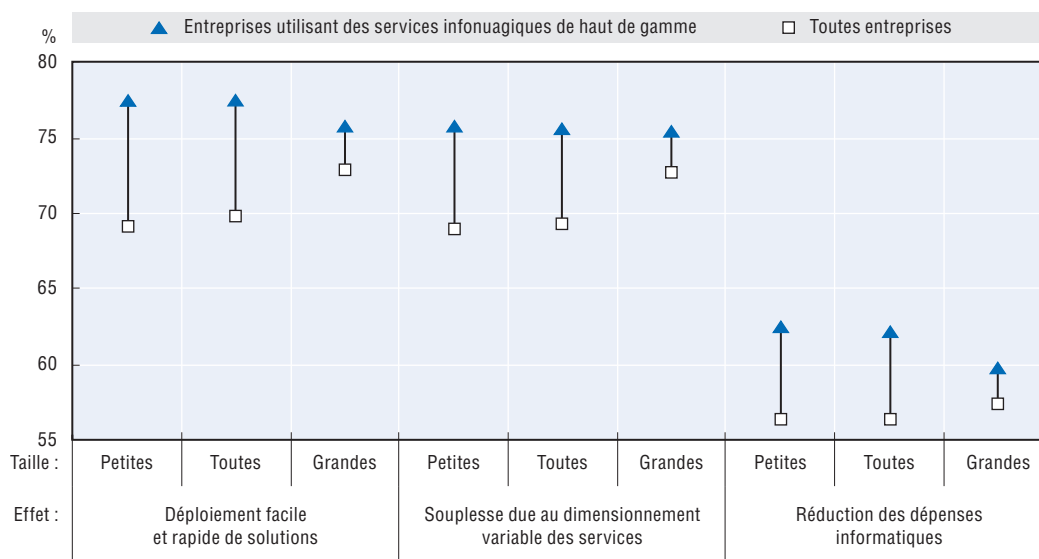 %
Entreprises utilisant des services infonuagiques de haut de gamme
Toutes entreprises
80
75
70
65
60
55
Taille :
Petites
Toutes
Grandes
Petites
Toutes
Grandes
Petites
Toutes
Grandes
Effet :
Déploiement facile
et rapide de solutions
Souplesse due au dimensionnement
variable des services
Réduction des dépenses
informatiques